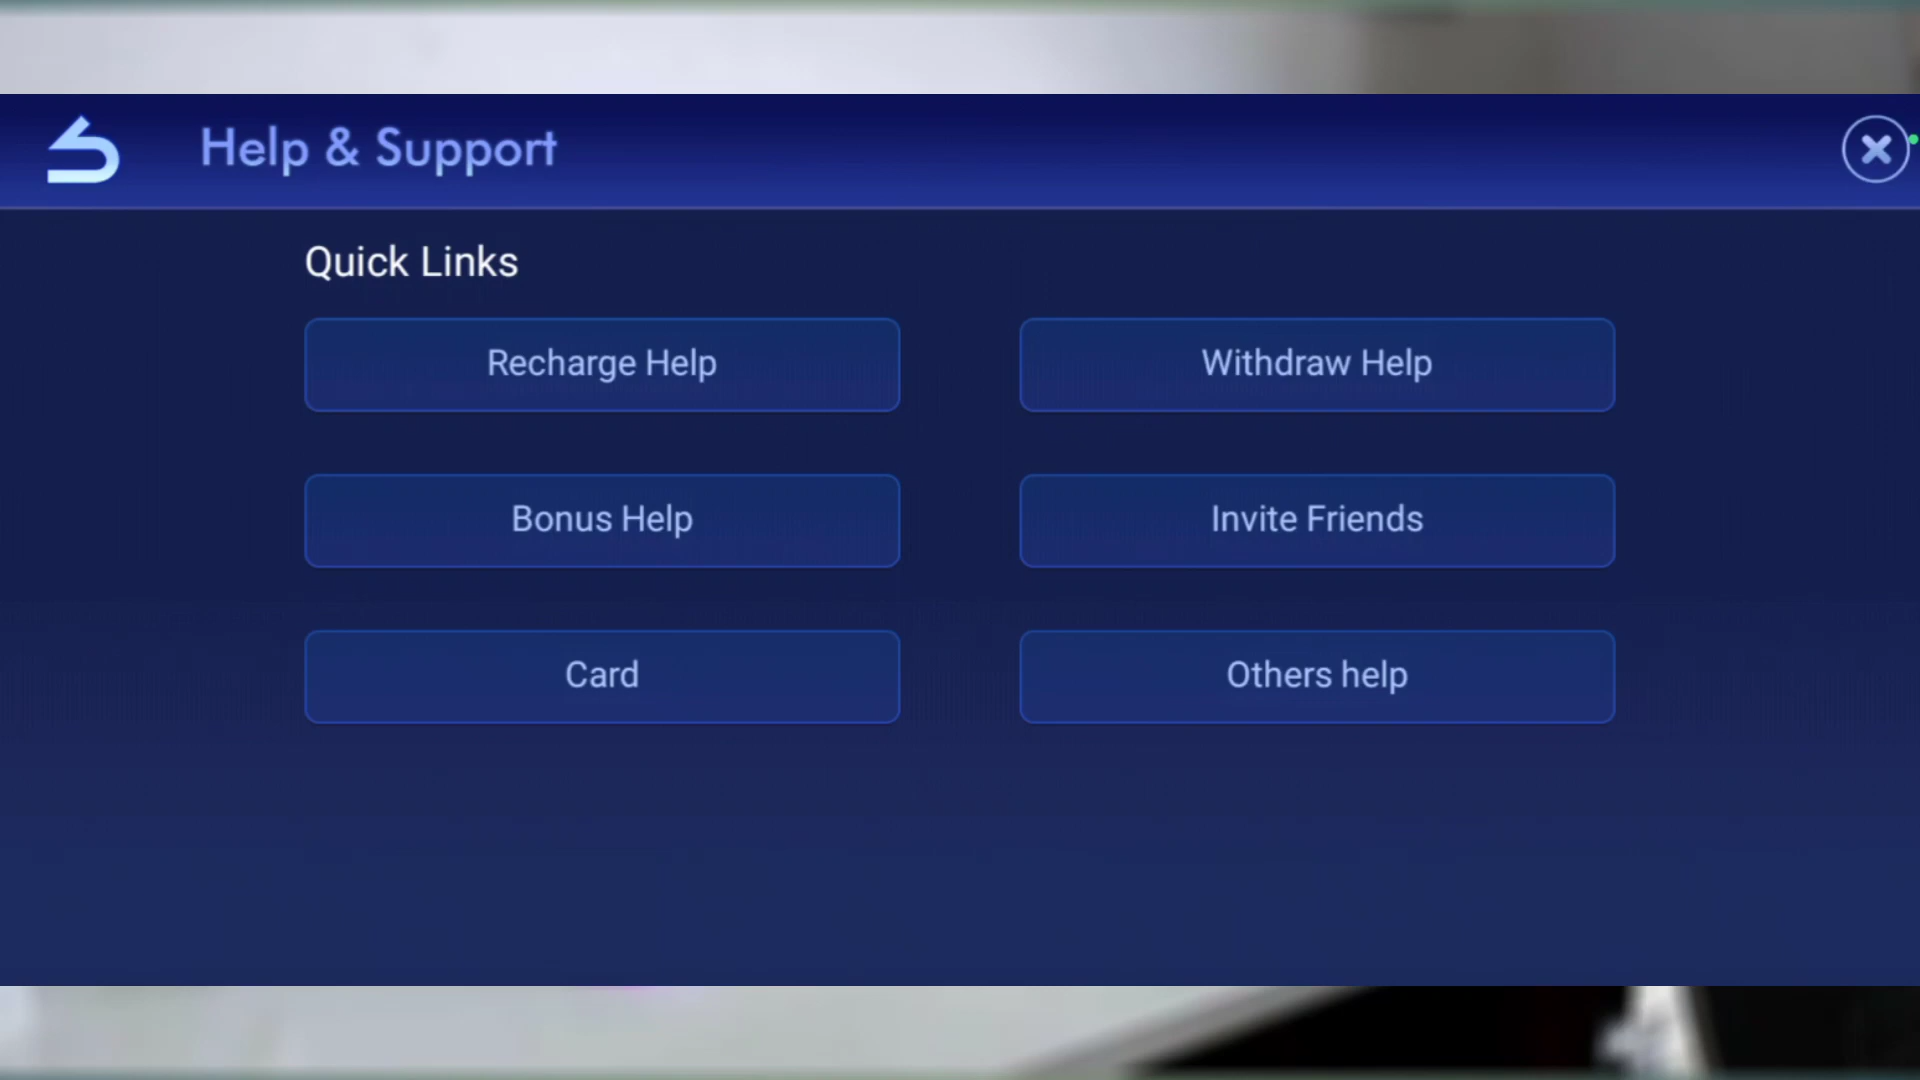 Help & Support
Quick Links
Recharge Help
Withdraw Help
Bonus Help
Invite Friends
Card
Others help